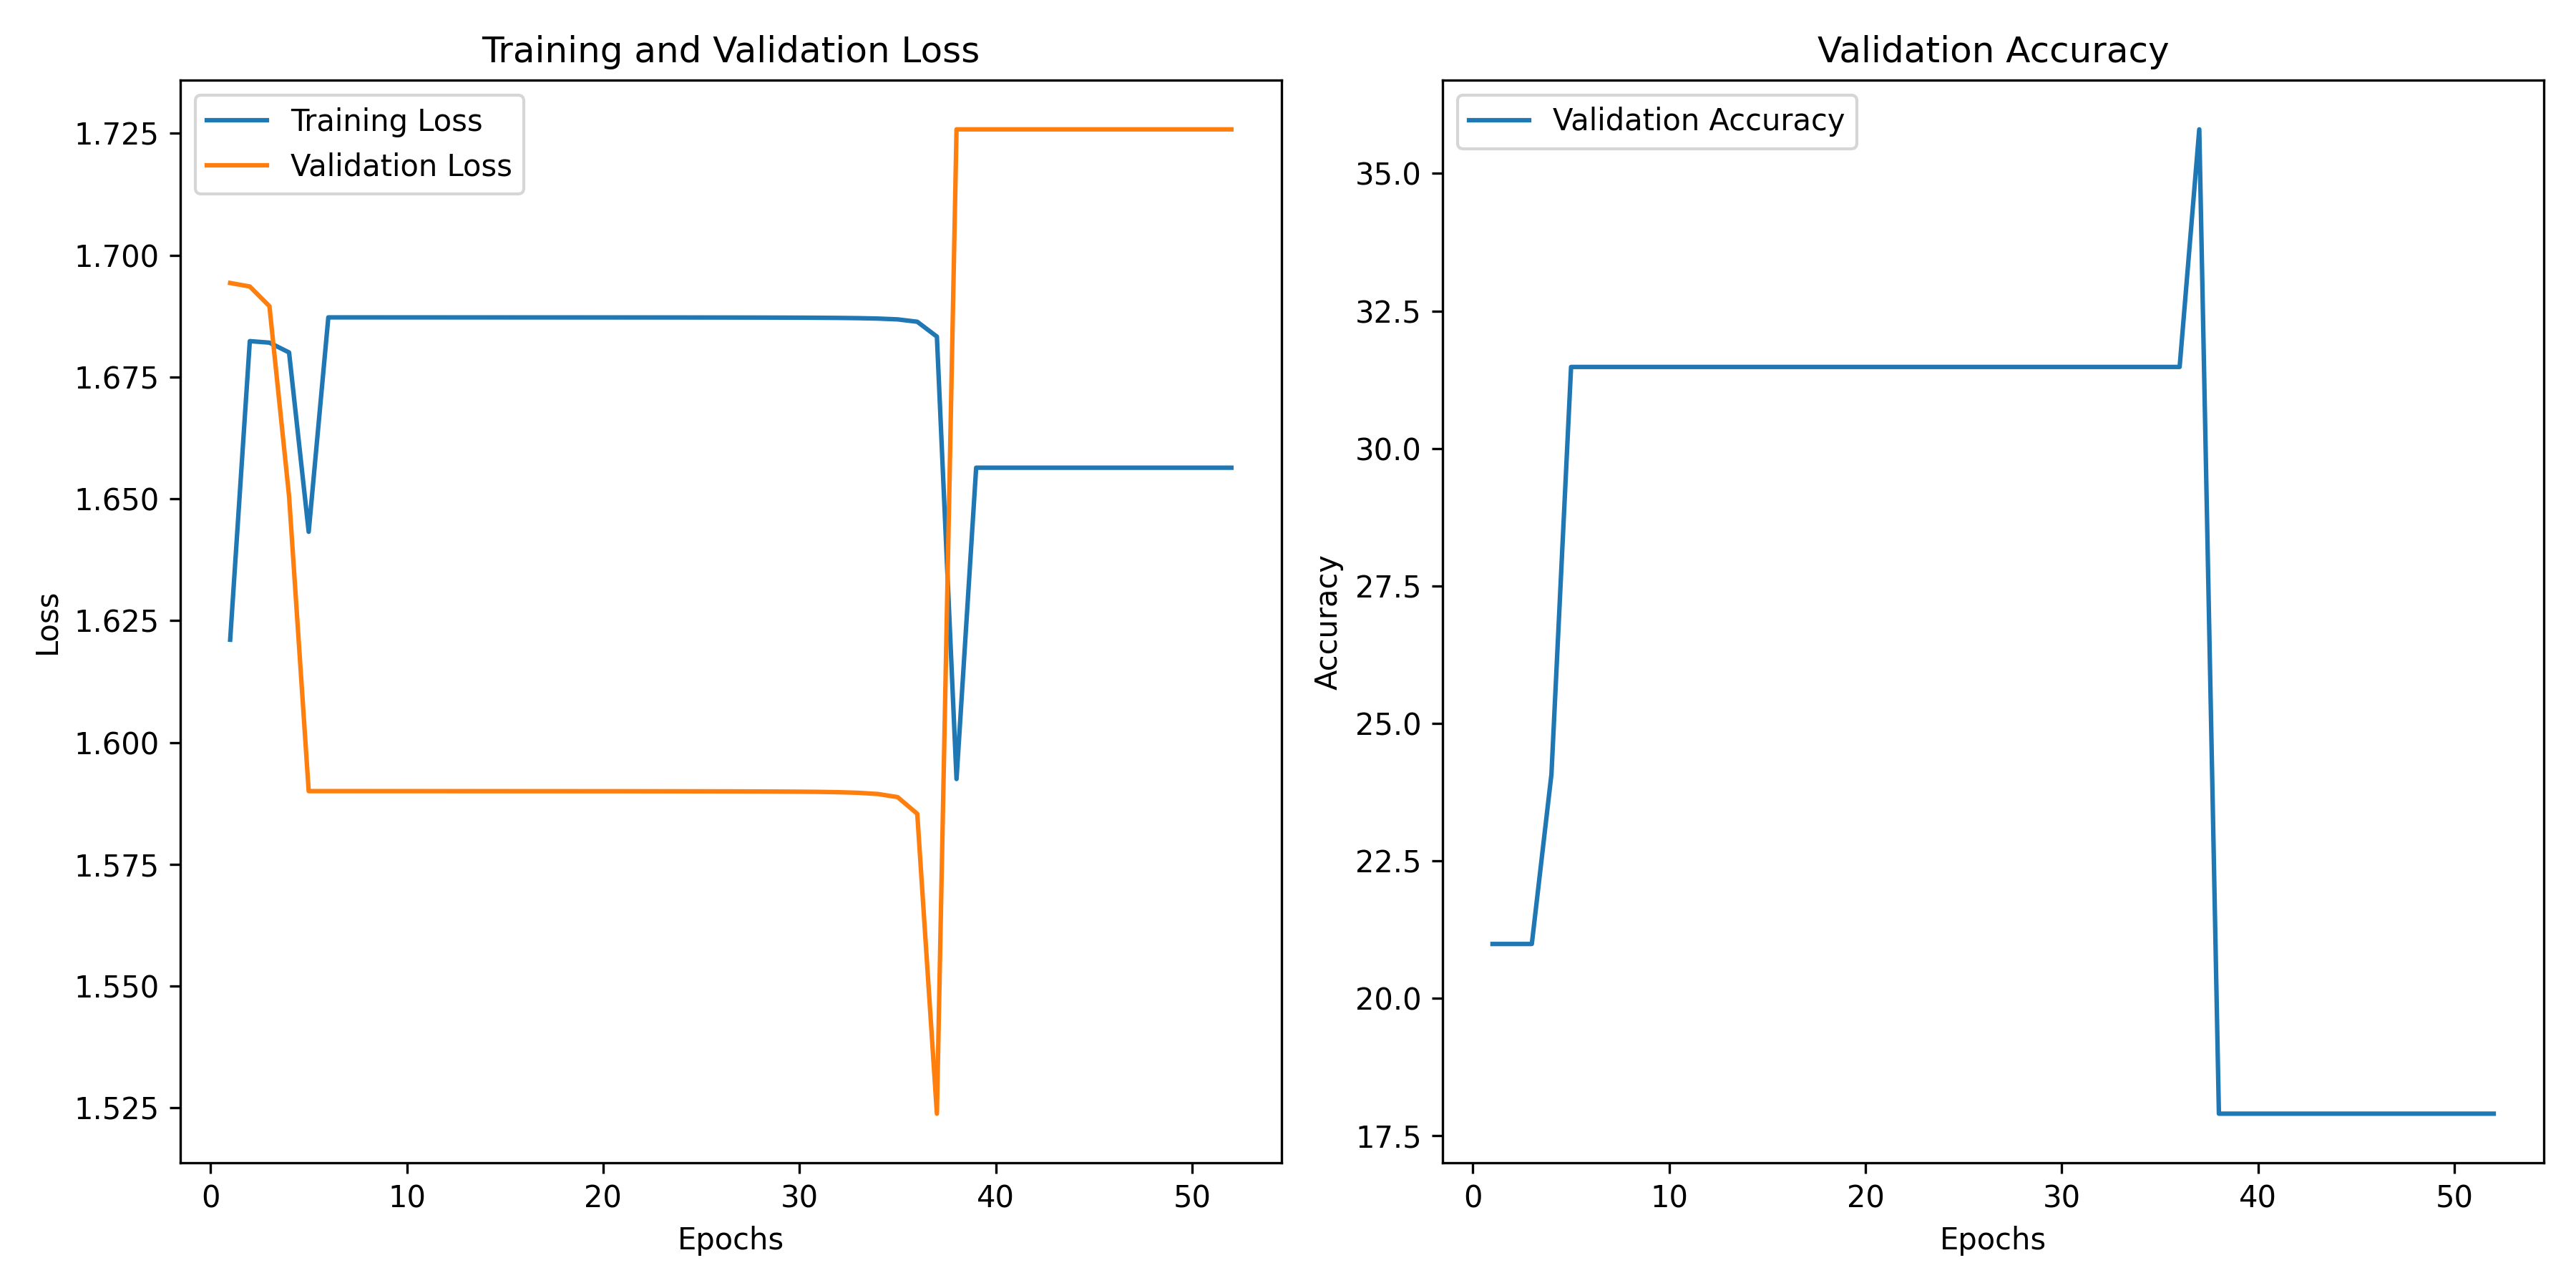 Training and Validation Loss
Training Loss
Validation Loss
1.725
1.700
1.675
1.650
1.625
1.600
1.575
1.550
1.525
Loss
0 10 20 30 40 50
Epochs
Validation Accuracy
Validation Accuracy
35.0
32.5
30.0
27.5
25.0
22.5
20.0
17.5
Accuracy
0 10 20 30 40 50
Epochs